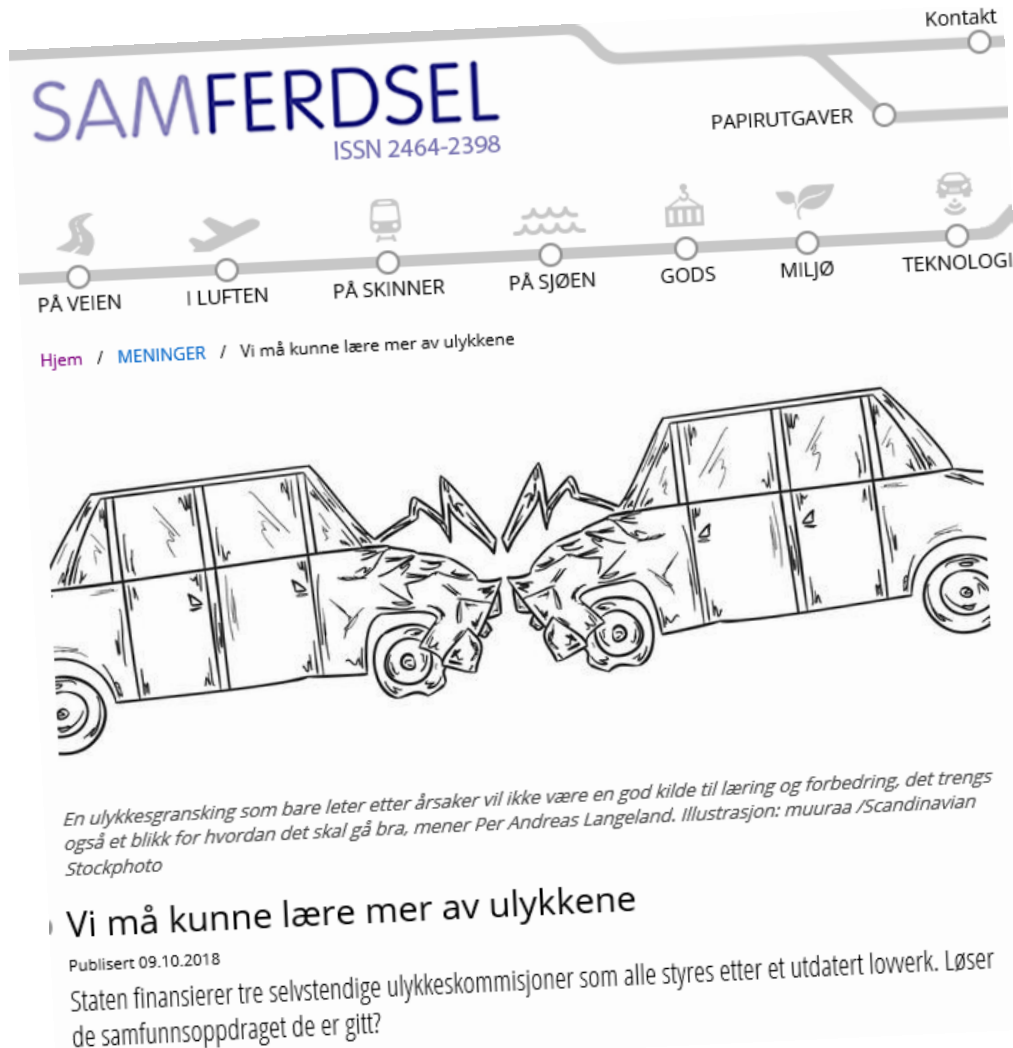 Kontakt
SAMFERDSEL
ISSN 2464-2398
PAPIRUTGAVER
PÅ VEIEN
I LUFTEN
PÅ SKINNER
PÅ SJØEN
GODS
MILJØ
TEKNOLOGI
Hjem / MENINGER / Vi må kunne lære mer av ulykkene
En ulykkesgransking som bare leter etter årsaker vil ikke være en god kilde til læring og forbedring, det trengs
også et blikk for hvordan det skal gå bra, mener Per Andreas Langeland. Illustrasjon: muuraa /Scandinavian
Stockphoto
Vi må kunne lære mer av ulykkene
Publisert 09.10.2018
Staten finansierer tre selvstendige ulykkeskommisjoner som alle styres etter et utdatert lovverk. Løser
de samfunnsoppdraget de er gitt?